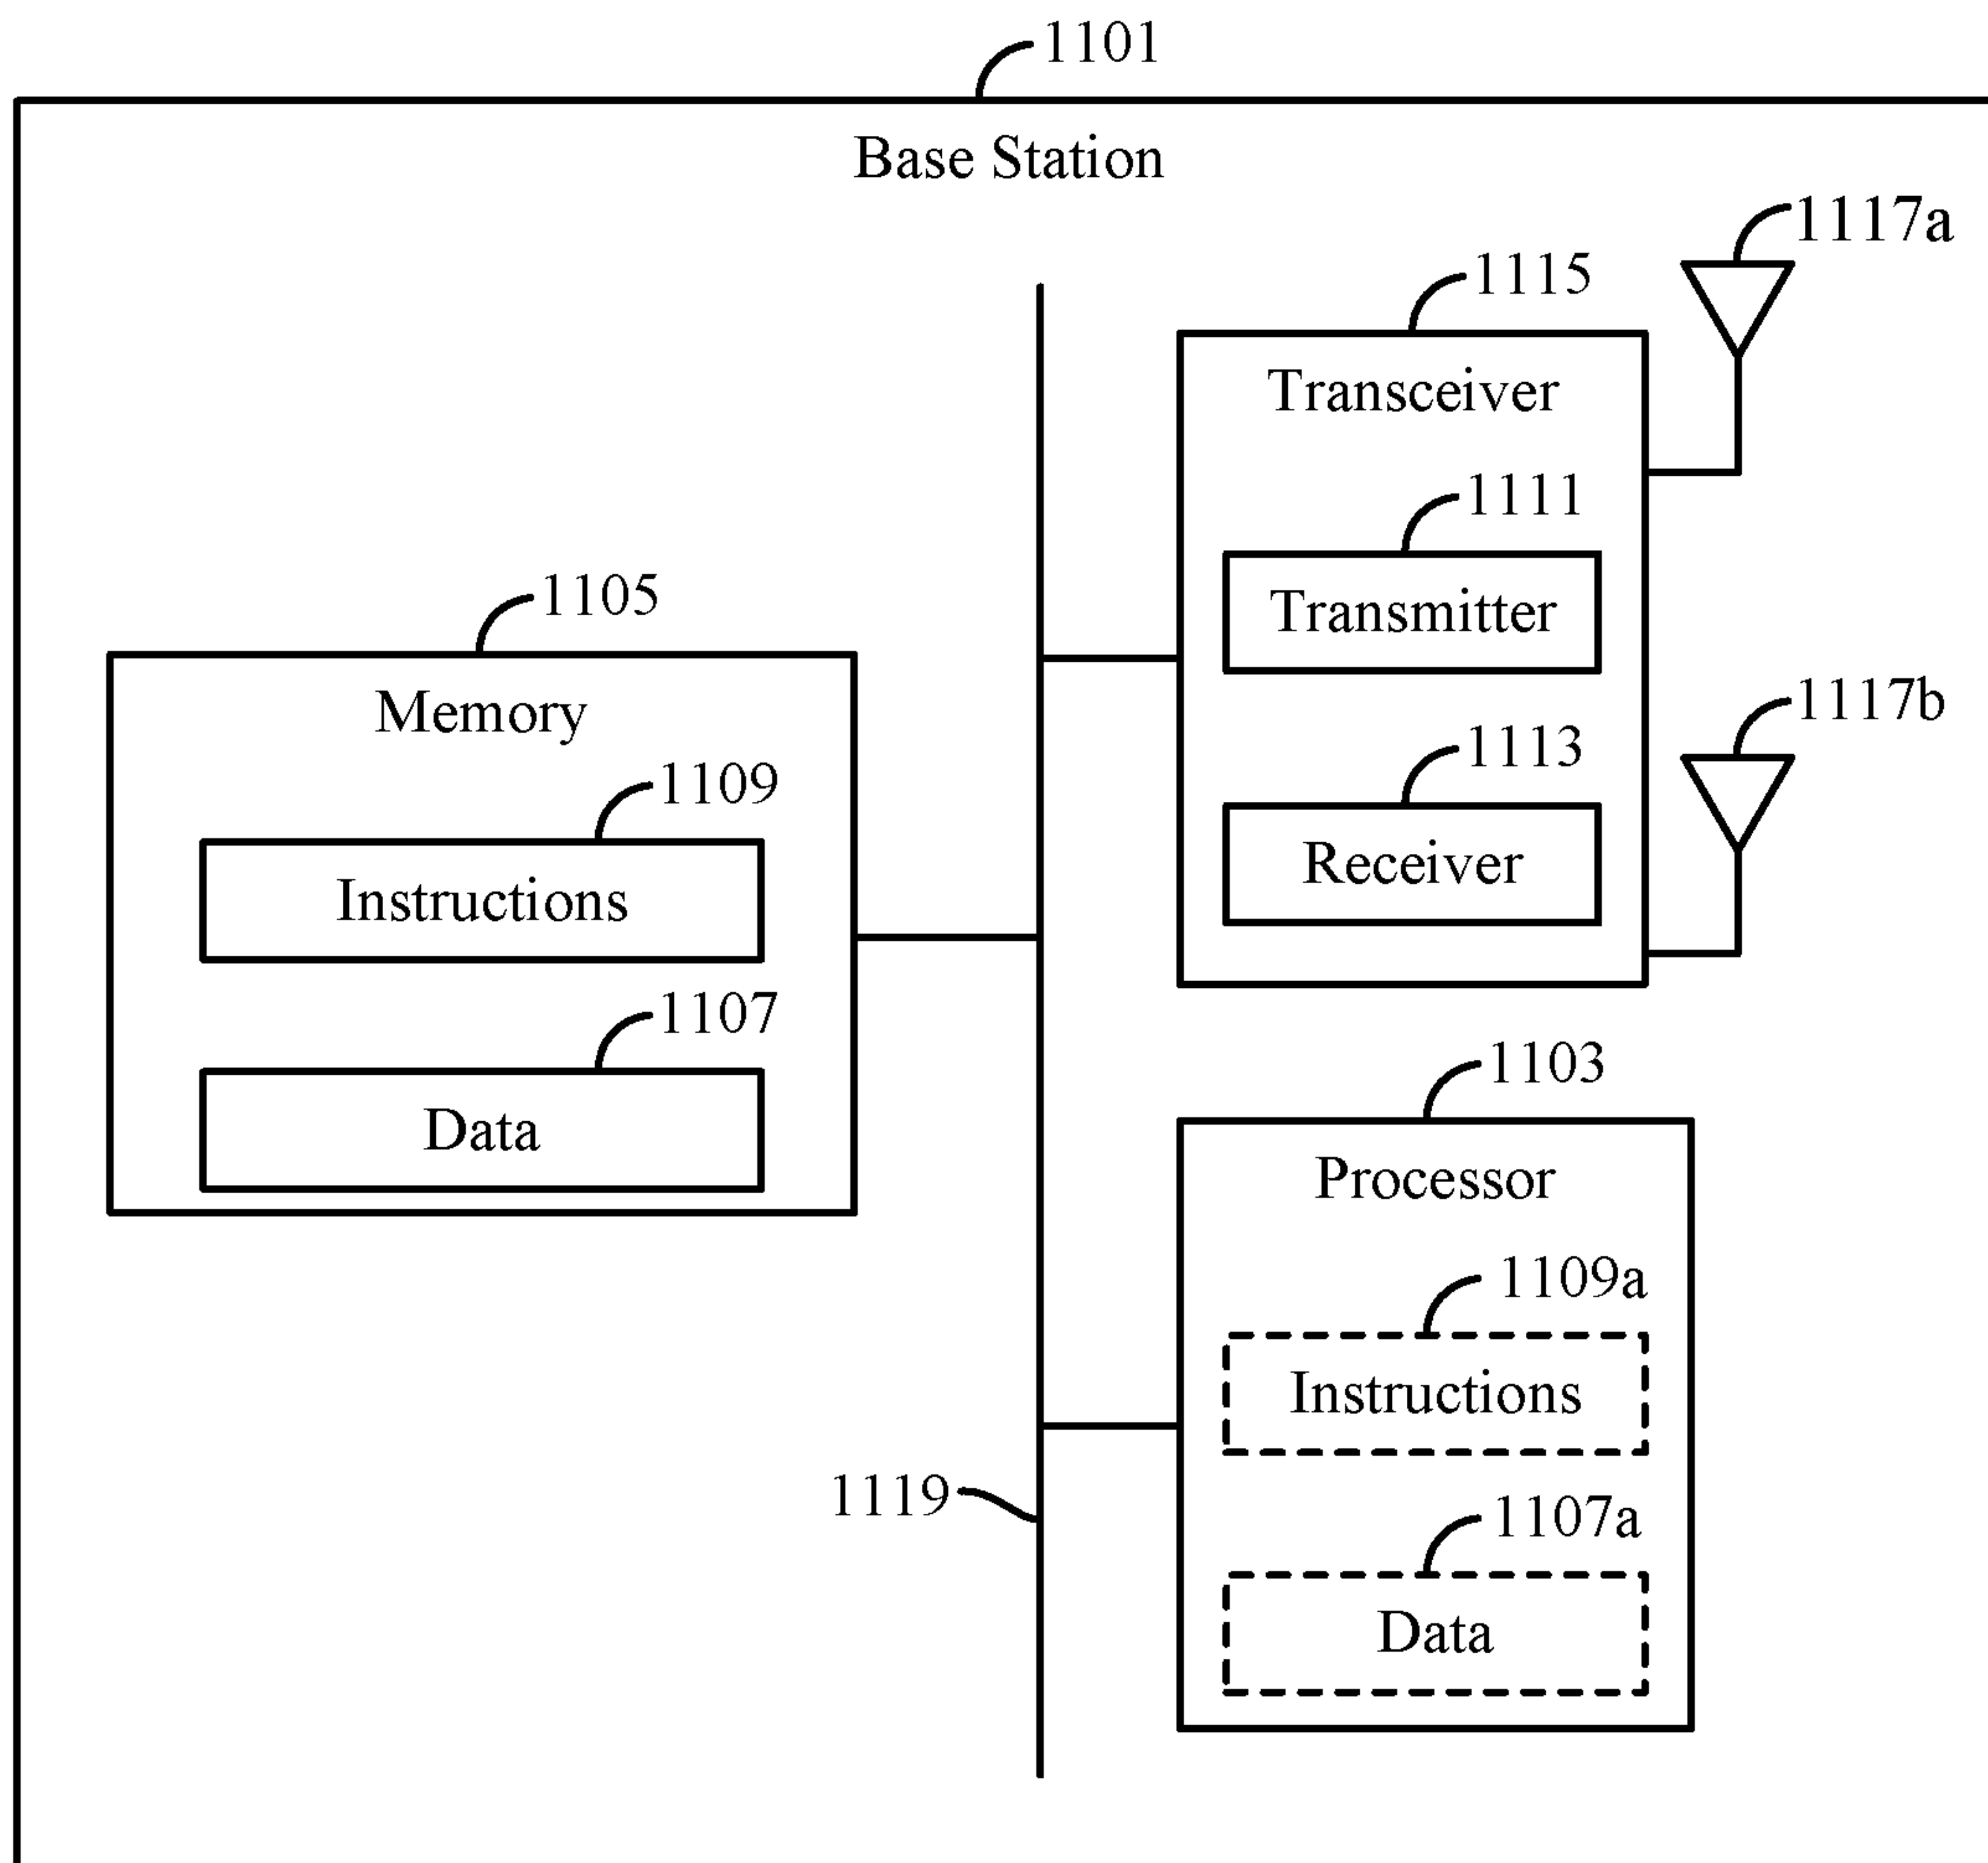 1101
Base Station
1117a
1115
Transceiver
1111
Transmitter
1105
Memory
1117b
1113
1109
Receiver
Instructions
1107
1103
Data
Processor
1109a
Instructions
1119
1107a
Data